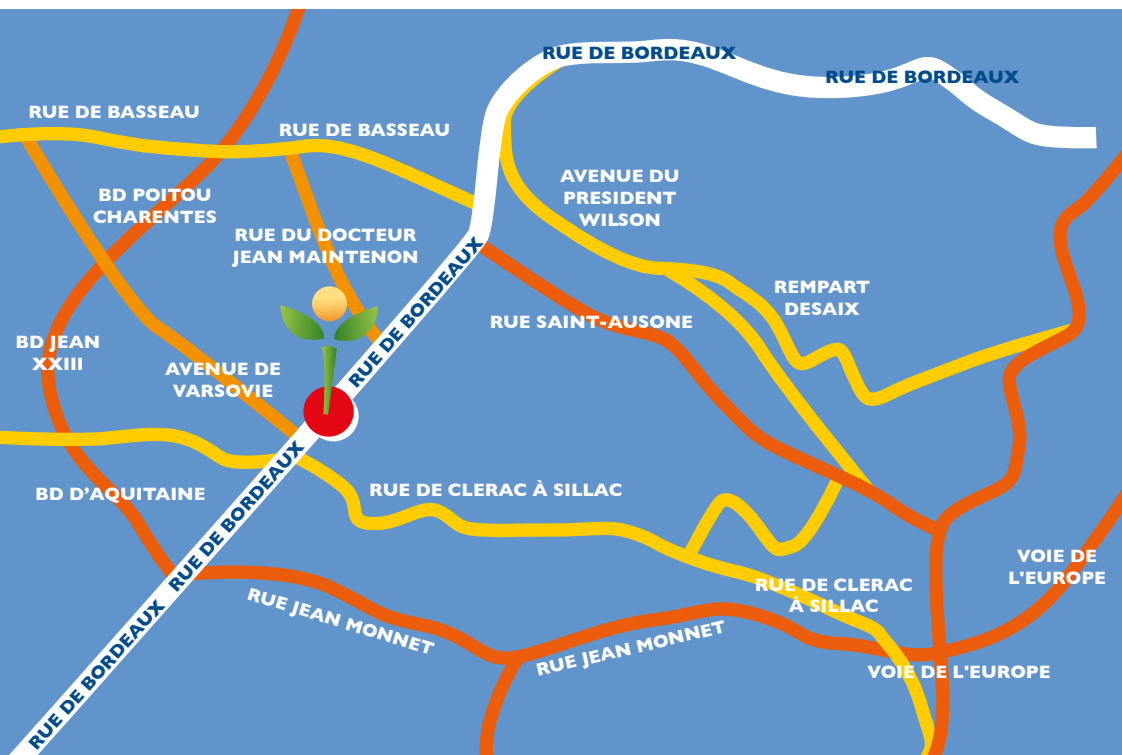 RUE DE BORDEAUX
RUE DE BORDEAUX
RUE DE BASSEAU
RUE DE BASSEAU
AVENUE DU
PRESIDENT
WILSON
BD POITOU
CHARENTES
RUE DU DOCTEUR
JEAN MAINTENON
RUE DE BORDEAUX
REMPART
DESAIX
RUE SAINT-AUSONE
BD JEAN
XXIII
AVENUE DE
VARSOVIE
RUE DE BORDEAUX
BD D'AQUITAINE
RUE DE CLERAC À SILLAC
VOIE DE
L'EUROPE
RUE DE CLERAC
À SILLAC
RUE JEAN MONNET
RUE JEAN MONNET
VOIE DE L'EUROPE
RUE DE BORDEAUX